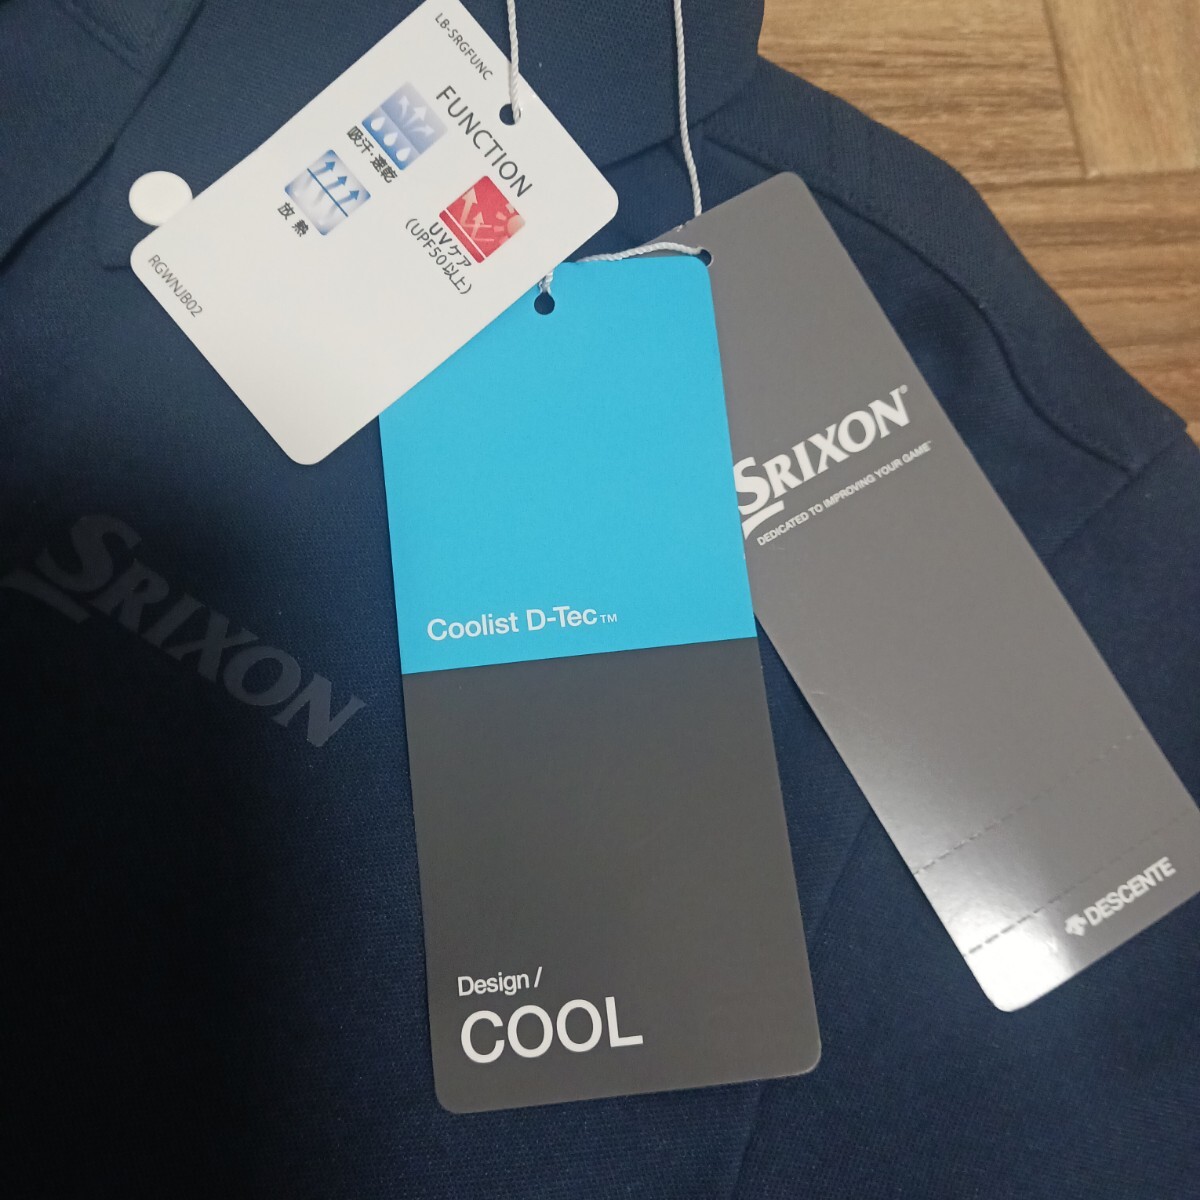 LB-SRGFUNC
FUNCTION
吸汗・速乾
放熱
UVケア
(UPF50以上)
RGWNJB02
SRIXON®
DEDICATED TO IMPROVING YOUR GAME™
DESCENTE
Coolist D-Tec™
Design /
COOL
SRIXON